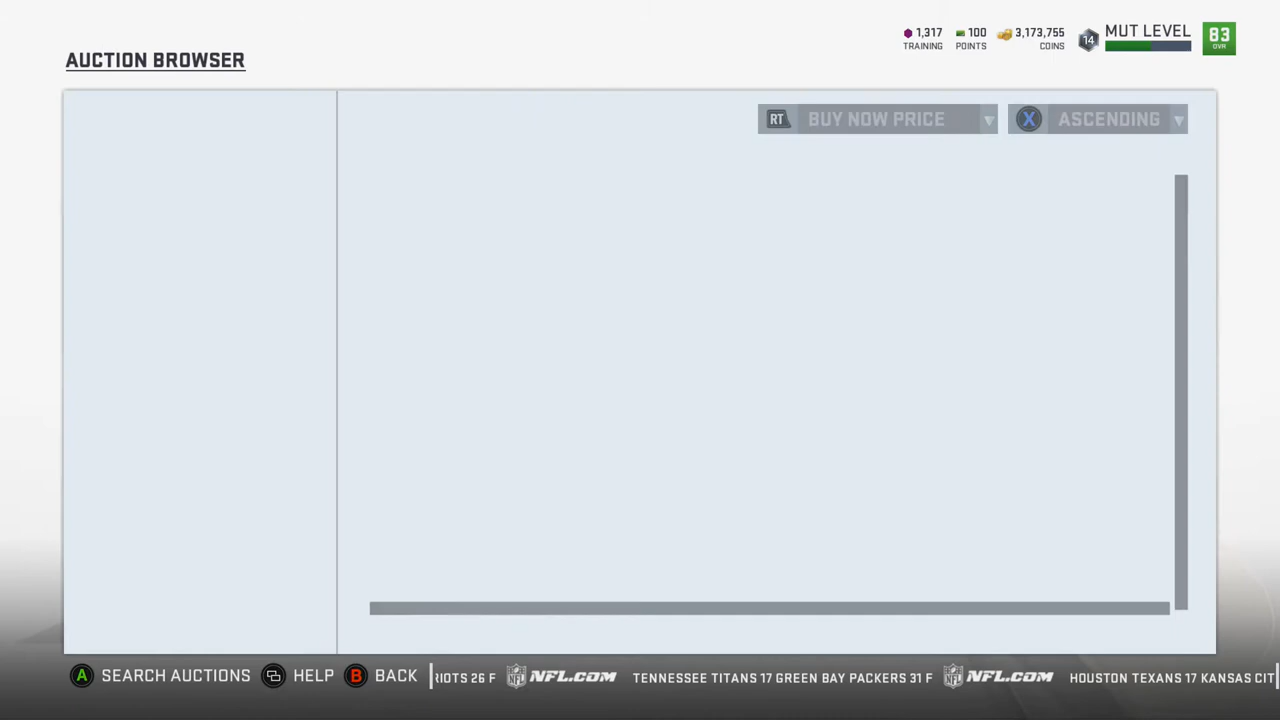 AUCTION BROWSER
1,317 TRAINING
100 POINTS
3,173,755 COINS
14
MUT LEVEL
83 OVR
RT BUY NOW PRICE
X ASCENDING
A SEARCH AUCTIONS HELP B BACK RIOTS 26 F NFL.COM TENNESSEE TITANS 17 GREEN BAY PACKERS 31 F NFL.COM HOUSTON TEXANS 17 KANSAS CIT